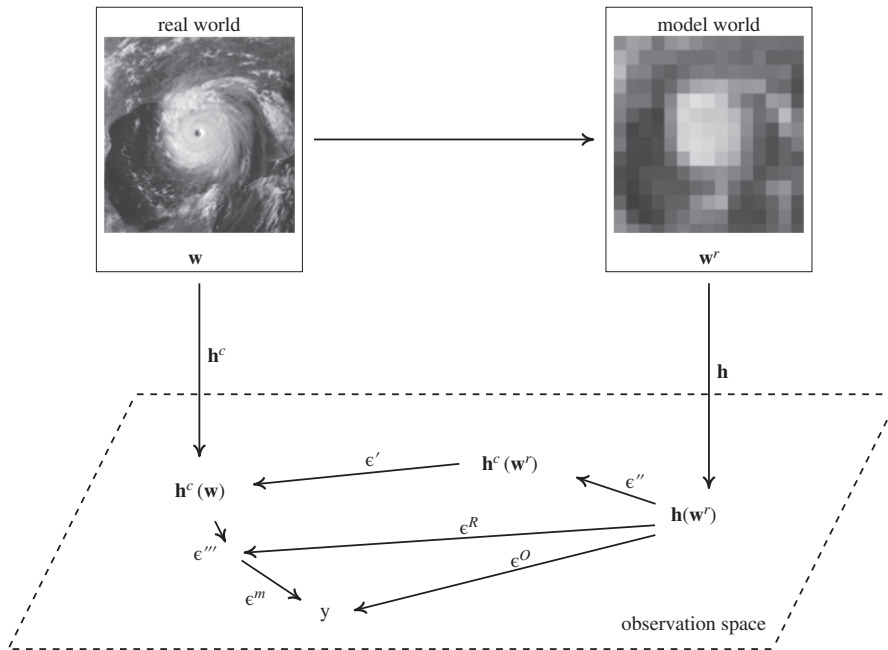 real world
model world
w
w^r
h^c
h
ϵ′
h^c (w^r)
ϵ″
h^c (w)
h(w^r)
ϵ^R
ϵ‴
ϵ^O
ϵ^m
y
observation space